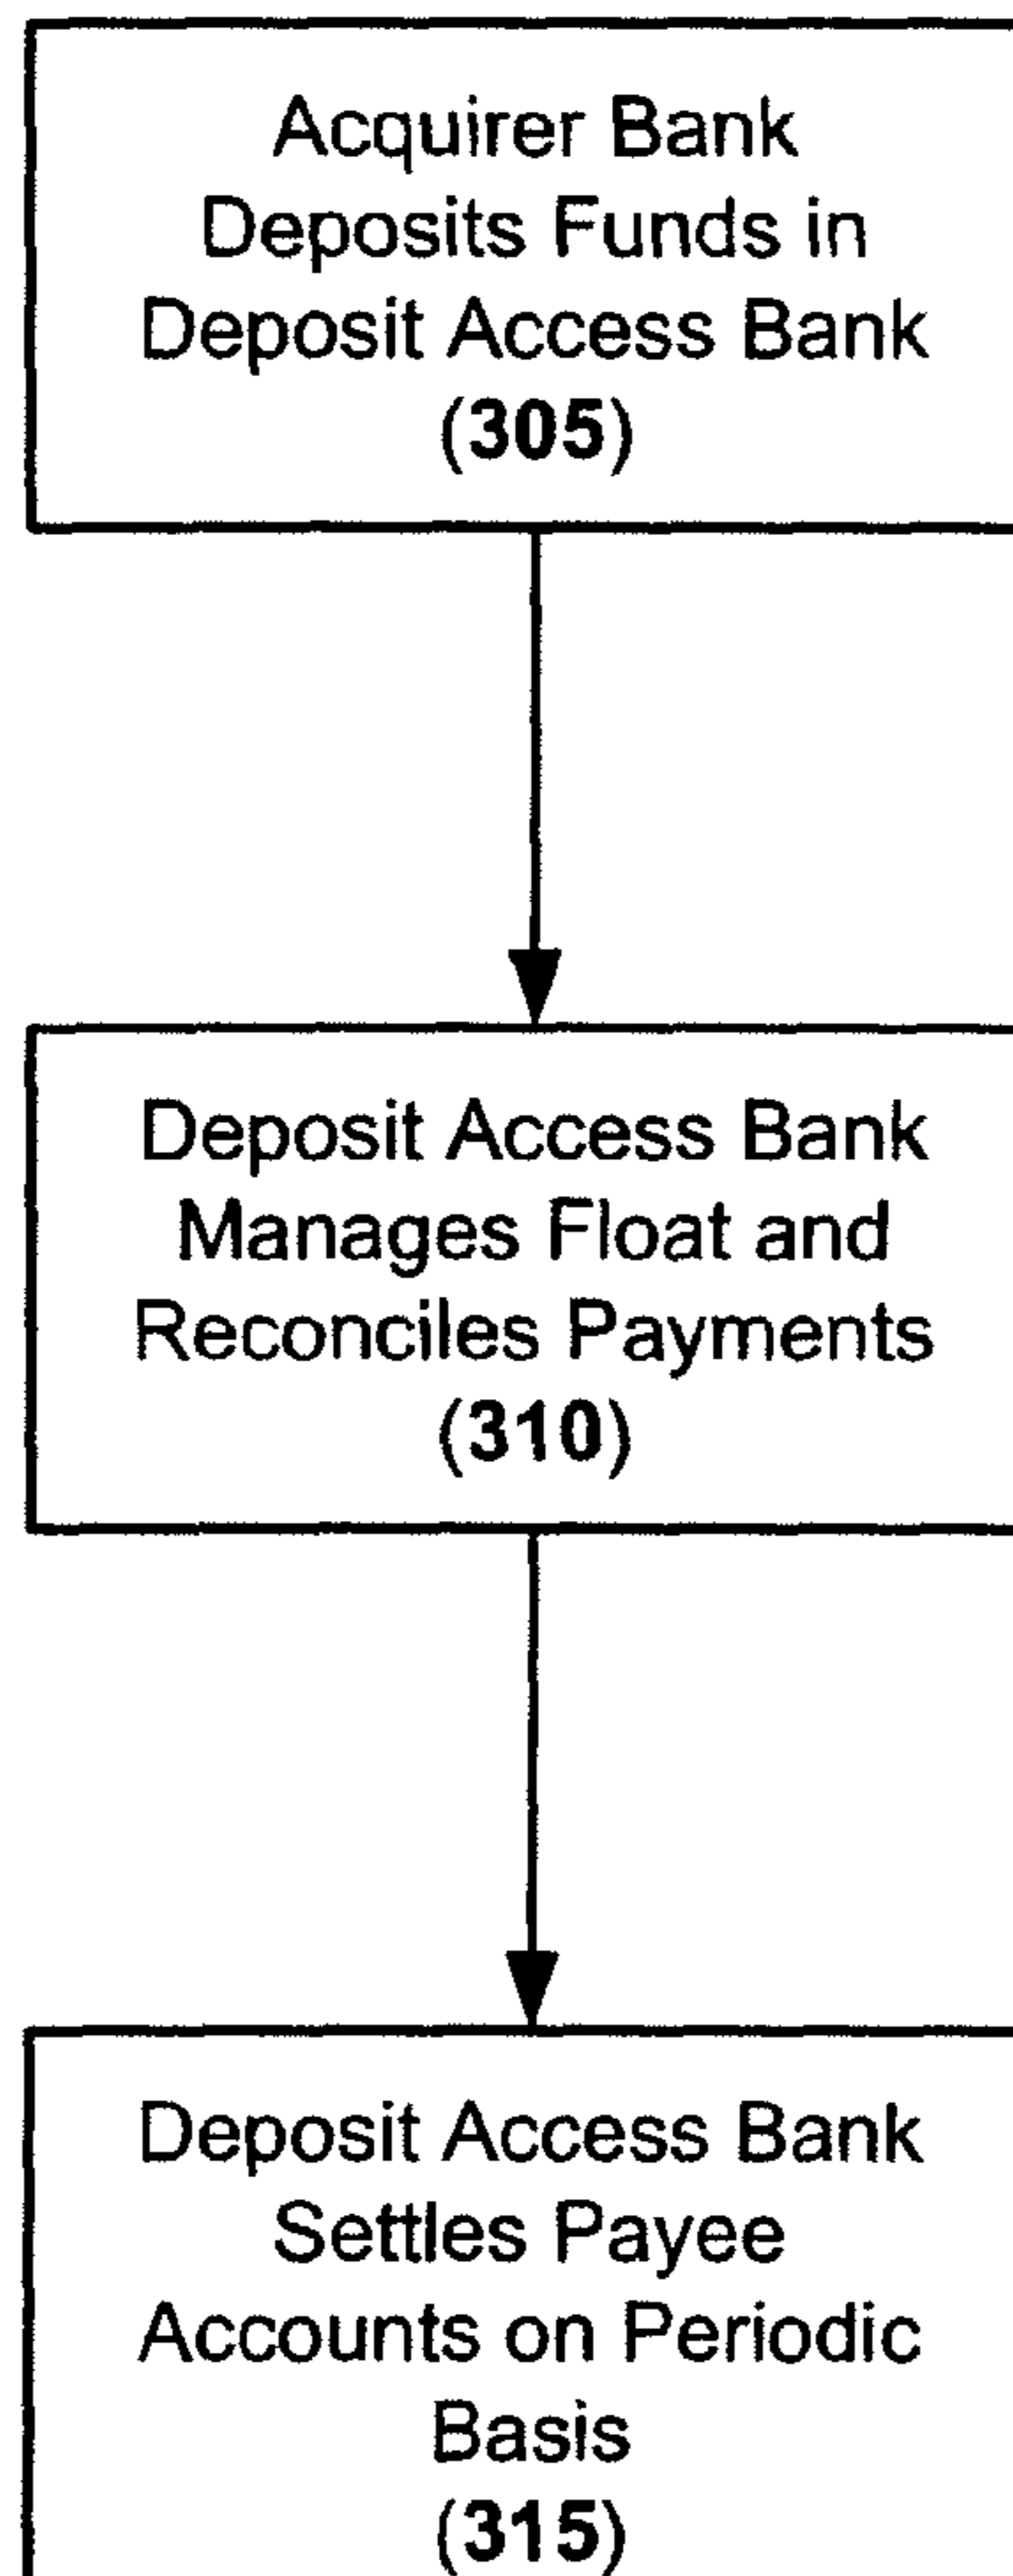 Acquirer Bank
Deposits Funds in
Deposit Access Bank
(305)
Deposit Access Bank
Manages Float and
Reconciles Payments
(310)
Deposit Access Bank
Settles Payee
Accounts on Periodic
Basis
(315)